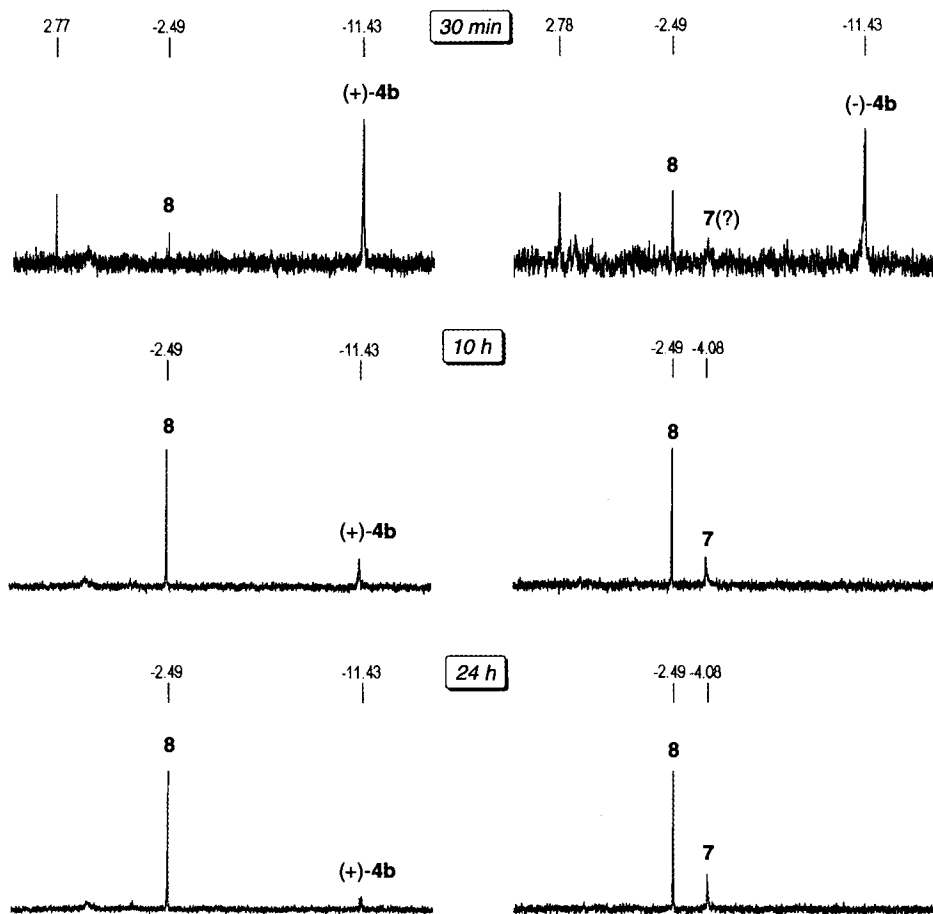 2.77 -2.49 -11.43 30 min 2.78 -2.49 -11.43
(+)-4b (-)-4b
8 8 7(?)
-2.49 -11.43 10 h -2.49 -4.08
8 8
(+)-4b 7
-2.49 -11.43 24 h -2.49 -4.08
8 8
(+)-4b 7